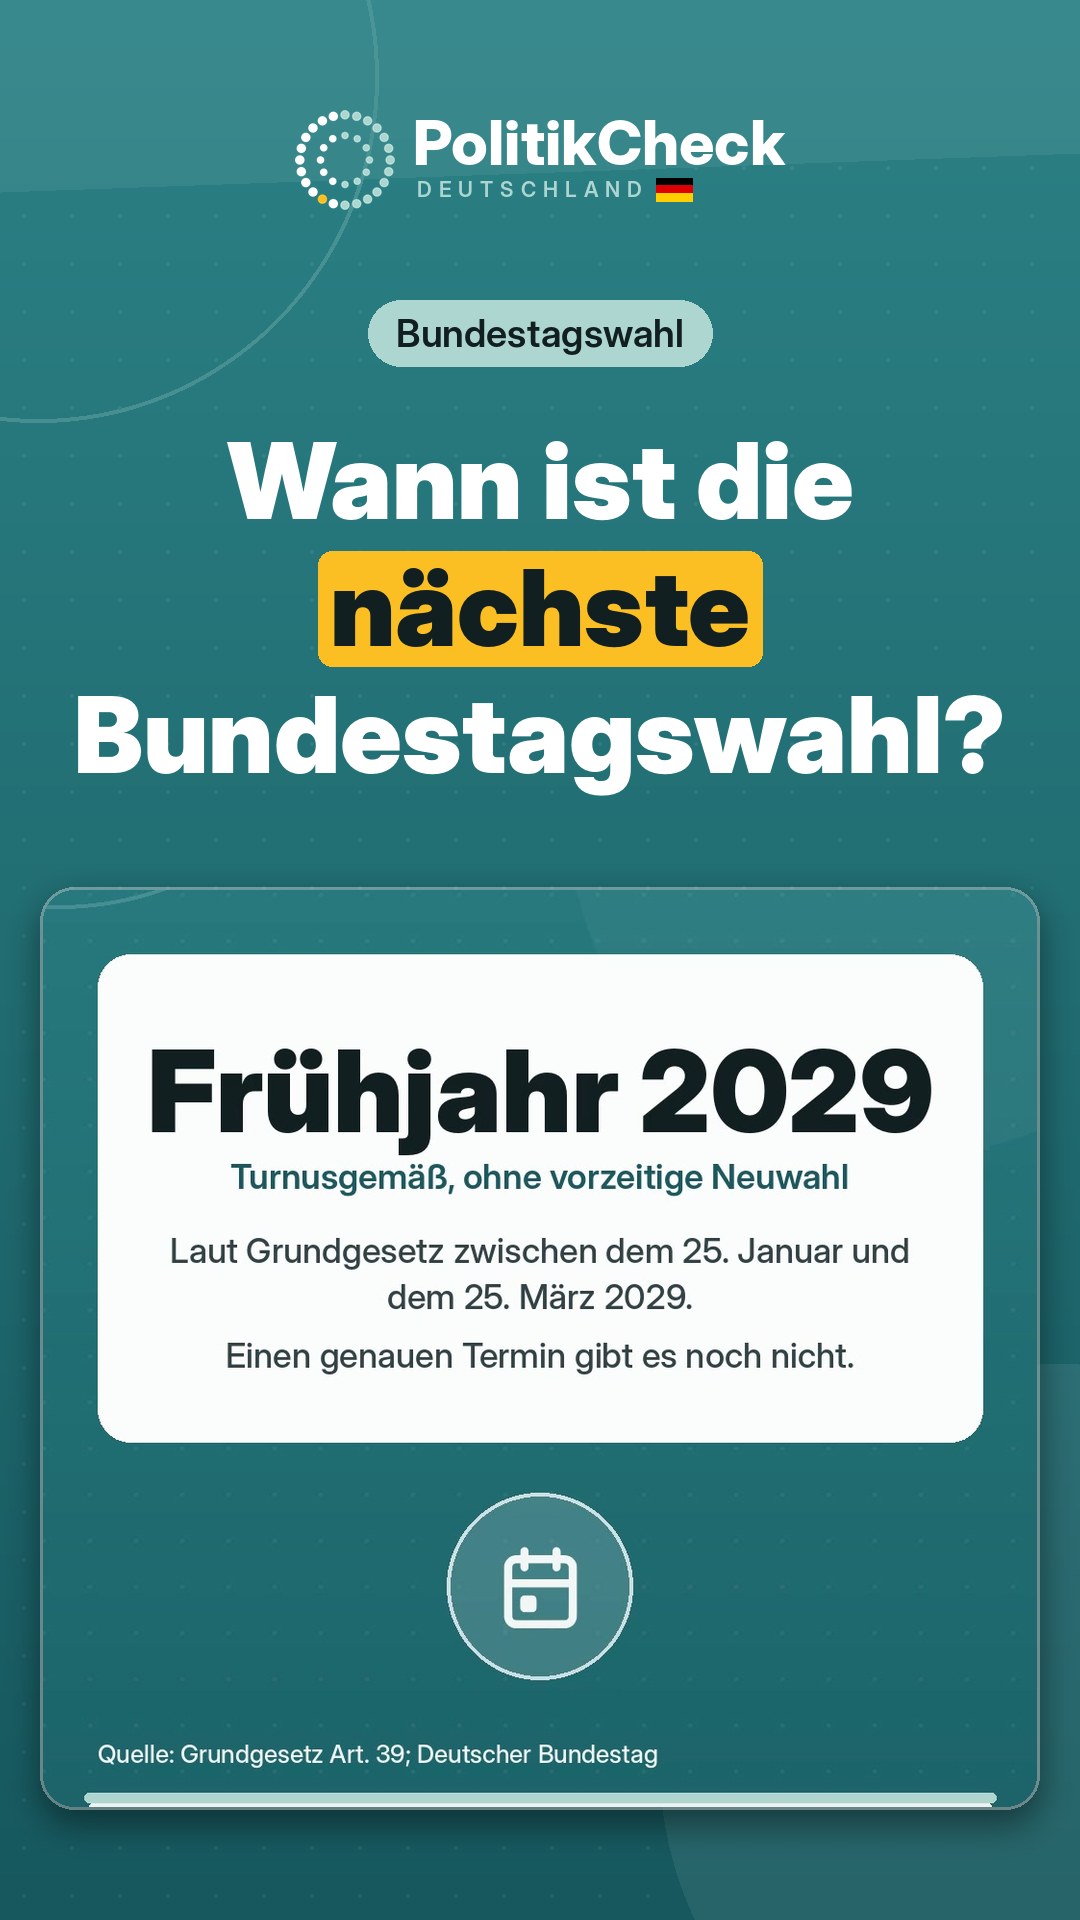 PolitikCheck
DEUTSCHLAND
Bundestagswahl
Wann ist die
nächste
Bundestagswahl?
Frühjahr 2029
Turnusgemäß, ohne vorzeitige Neuwahl
Laut Grundgesetz zwischen dem 25. Januar und
dem 25. März 2029.
Einen genauen Termin gibt es noch nicht.
Quelle: Grundgesetz Art. 39; Deutscher Bundestag